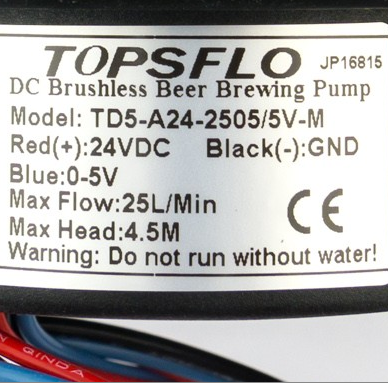 TOPSFLO JP16815
DC Brushless Beer Brewing Pump
Model: TD5-A24-2505/5V-M
Red(+):24VDC Black(-):GND
Blue:0-5V
Max Flow:25L/Min
CE
Max Head:4.5M
Warning: Do not run without water!
GINDA